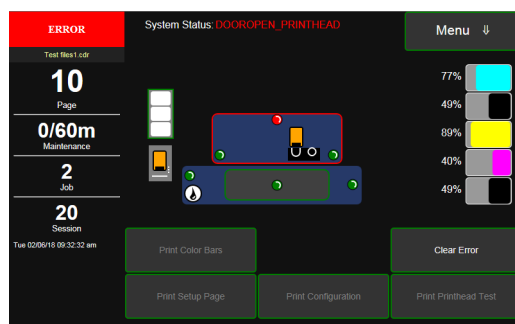 ERROR
System Status: DOOROPEN_PRINTHEAD
Menu ⇓
Test files1.cdr
10
Page
0/60m
Maintenance
2
Job
20
Session
Tue 02/06/18 09:32:32 am
77%
49%
89%
40%
49%
Print Color Bars
Clear Error
Print Setup Page
Print Configuration
Print Printhead Test